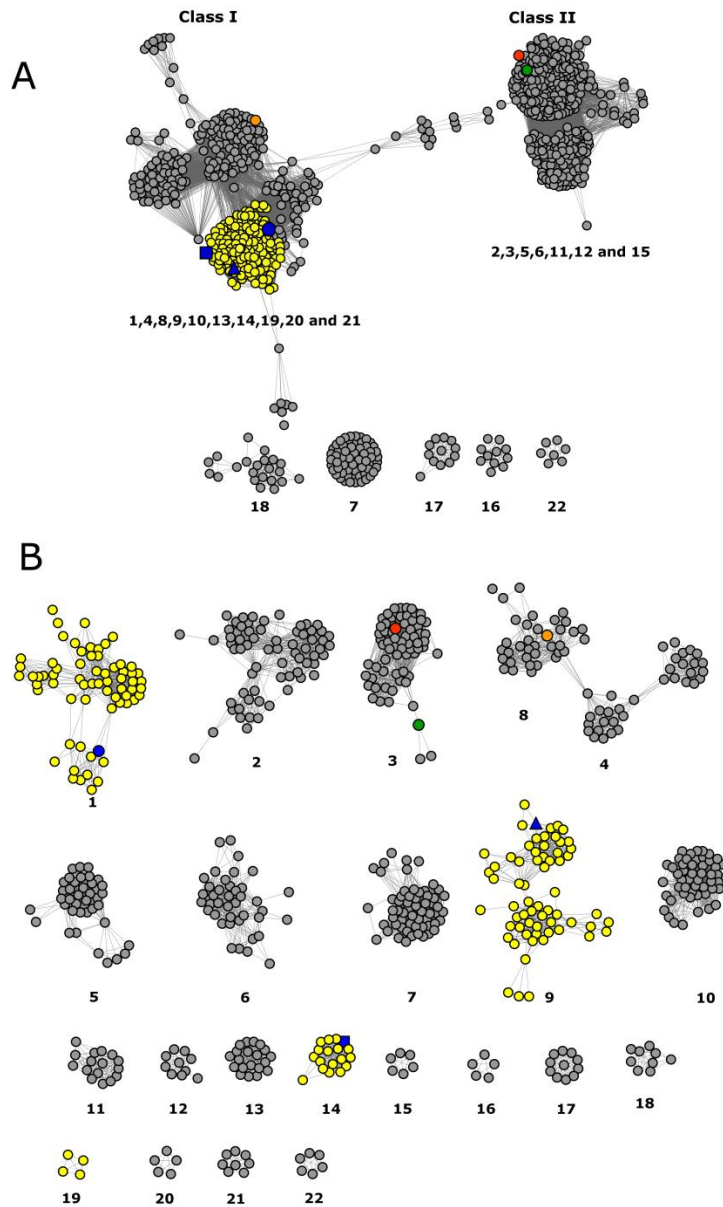 Class I Class II
A
2,3,5,6,11,12 and 15
1,4,8,9,10,13,14,19,20 and 21
18 7 17 16 22
B
1 2 3 8 4
5 6 7 9 10
11 12 13 14 15 16 17 18
19 20 21 22